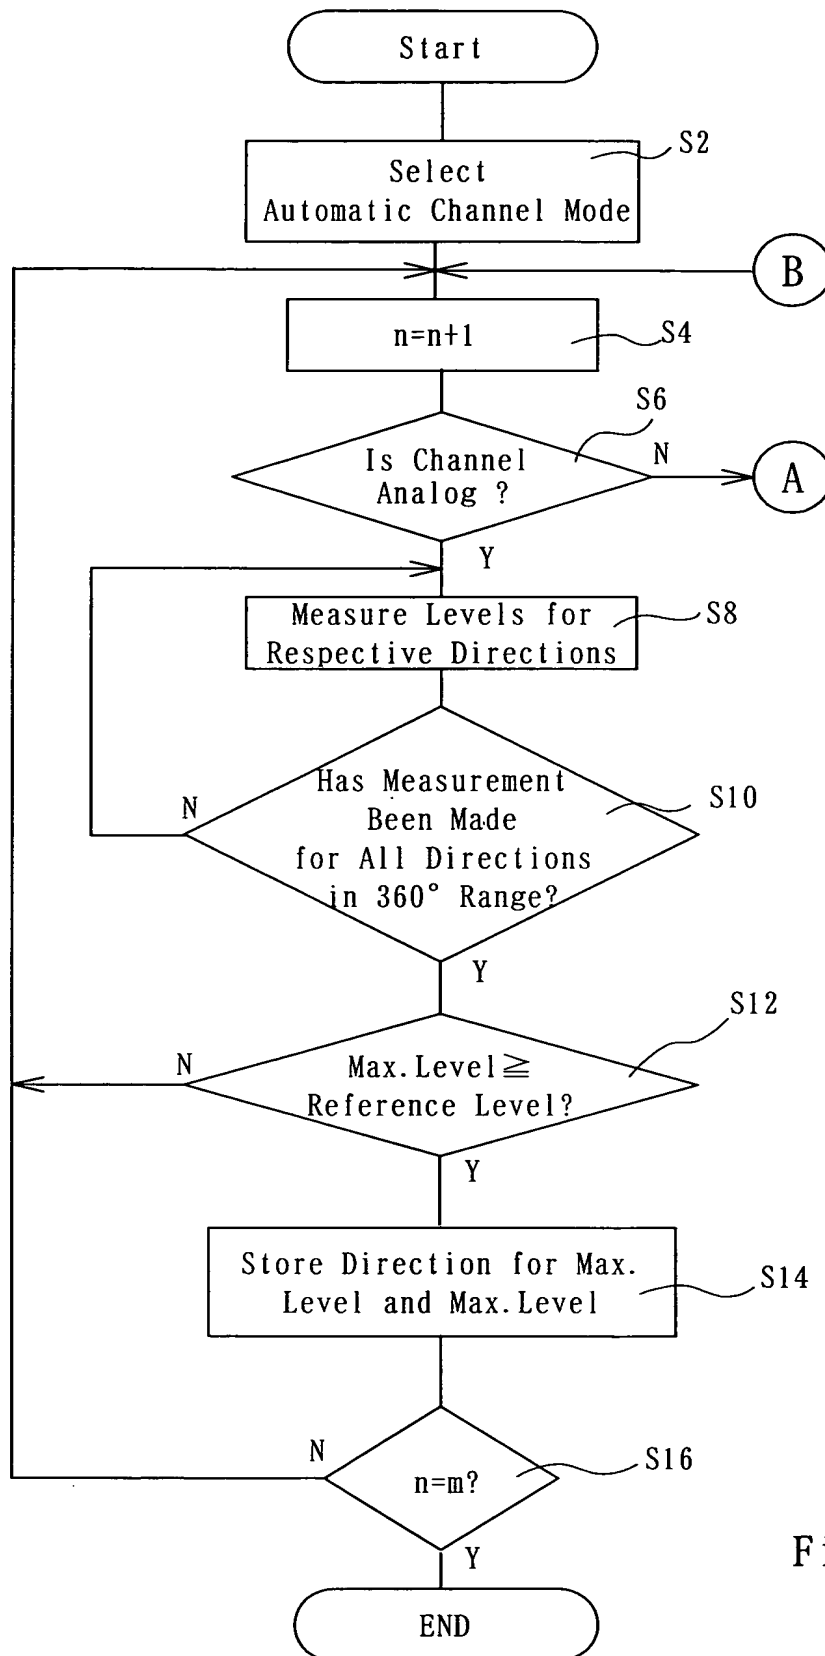 Start
S2
Select
Automatic Channel Mode
B
n=n+1
S4
S6
Is Channel
Analog ?
N
A
Y
Measure Levels for
Respective Directions
S8
Has Measurement
Been Made
for All Directions
in 360° Range?
N
S10
Y
S12
N
Max.Level≧
Reference Level?
Y
Store Direction for Max.
Level and Max.Level
S14
N
n=m?
S16
Y
END